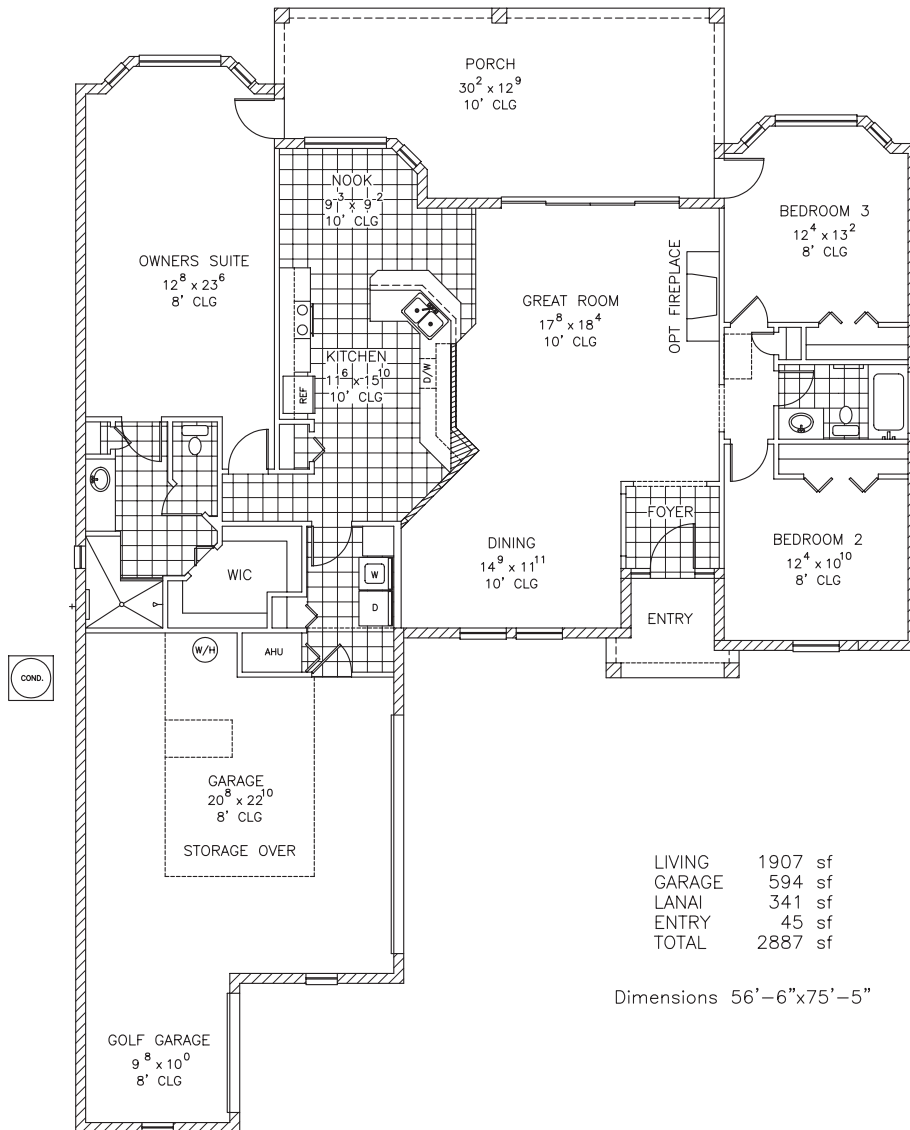 PORCH
30² x 12⁹
10' CLG
NOOK
9³ x 9²
10' CLG
BEDROOM 3
12⁴ x 13²
8' CLG
OWNERS SUITE
12⁸ x 23⁶
8' CLG
GREAT ROOM
17⁸ x 18⁴
10' CLG
OPT FIREPLACE
KITCHEN
11⁶ x 15¹⁰
10' CLG
D/W
REF
FOYER
DINING
14⁹ x 11¹¹
10' CLG
BEDROOM 2
12⁴ x 10¹⁰
8' CLG
WIC
W
D
ENTRY
W/H
AHU
COND.
GARAGE
20⁸ x 22¹⁰
8' CLG
STORAGE OVER
LIVING 1907 sf
GARAGE 594 sf
LANAI 341 sf
ENTRY 45 sf
TOTAL 2887 sf
Dimensions 56'-6"x75'-5"
GOLF GARAGE
9⁸ x 10⁰
8' CLG